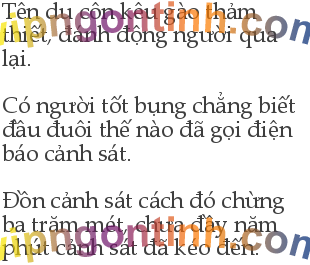 Tên du côn kêu gào thảm
thiết, đánh động người qua
lại.
Có người tốt bụng chẳng biết
đầu đuôi thế nào đã gọi điện
báo cảnh sát.
Đồn cảnh sát cách đó chừng
ba trăm mét, chưa đầy năm
phút cảnh sát đã kéo đến.